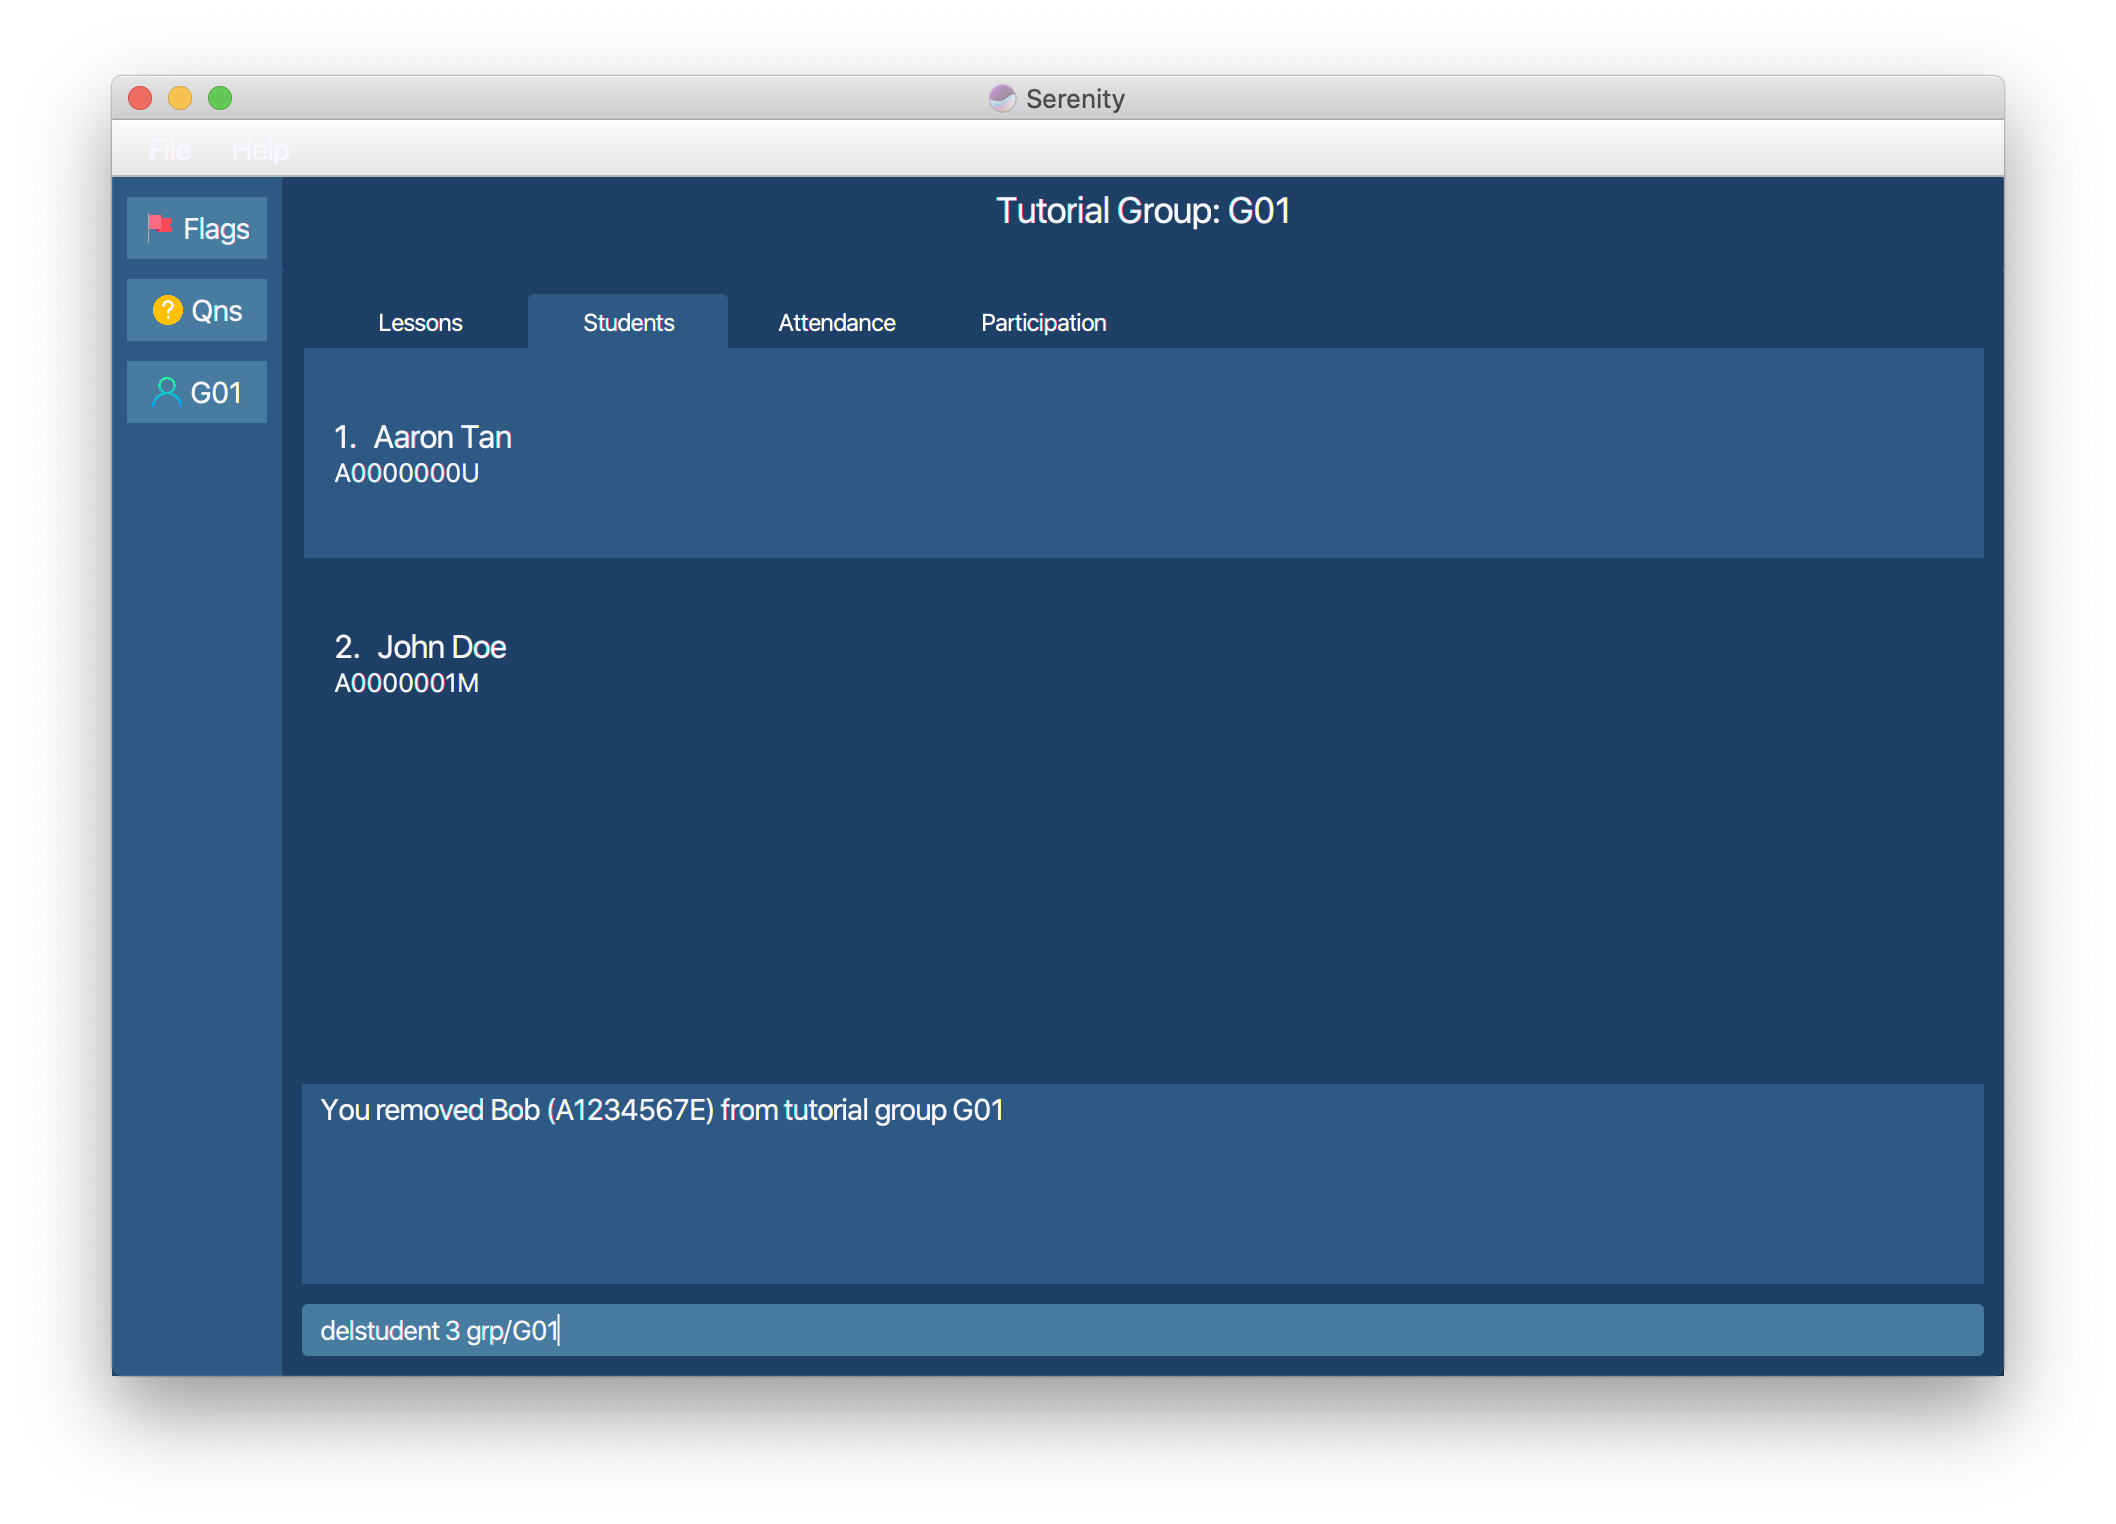 Serenity
File Help
Flags
Qns
G01
Tutorial Group: G01
Lessons Students Attendance Participation
1. Aaron Tan
A0000000U
2. John Doe
A0000001M
You removed Bob (A1234567E) from tutorial group G01
delstudent 3 grp/G01